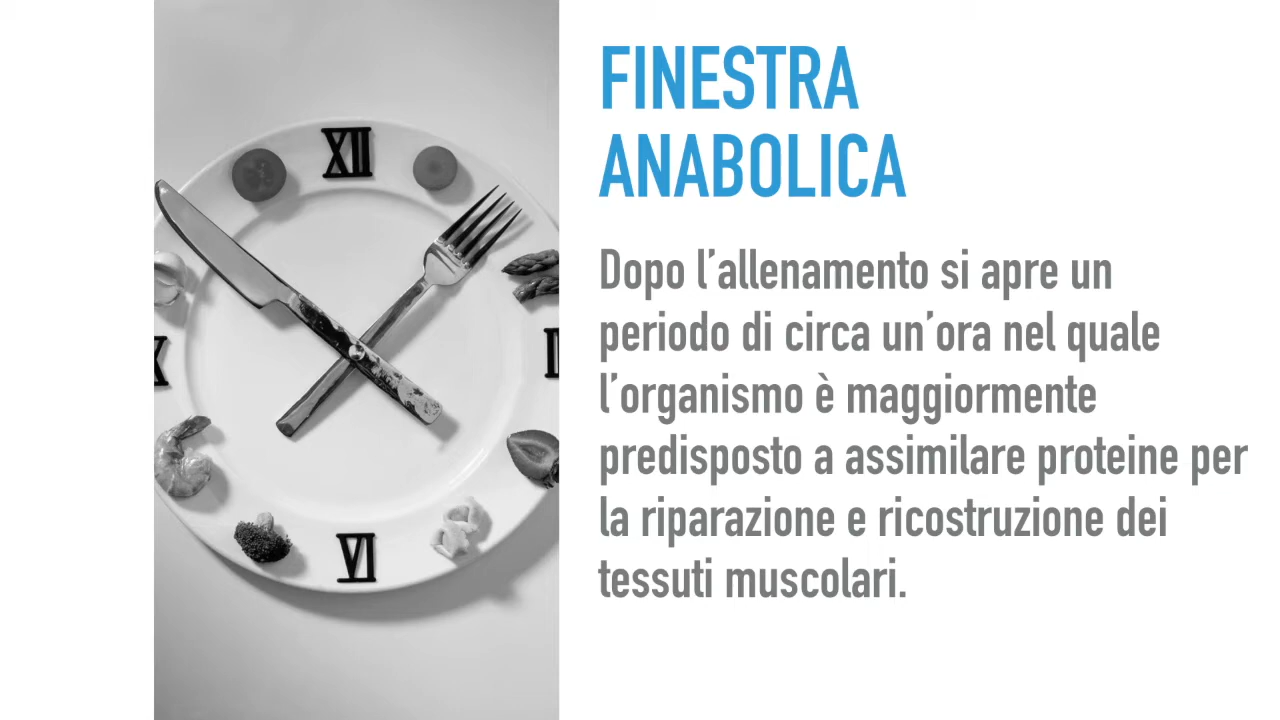 XII
X
VI
FINESTRA
ANABOLICA
Dopo l’allenamento si apre un
periodo di circa un’ora nel quale
l’organismo è maggiormente
predisposto a assimilare proteine per
la riparazione e ricostruzione dei
tessuti muscolari.